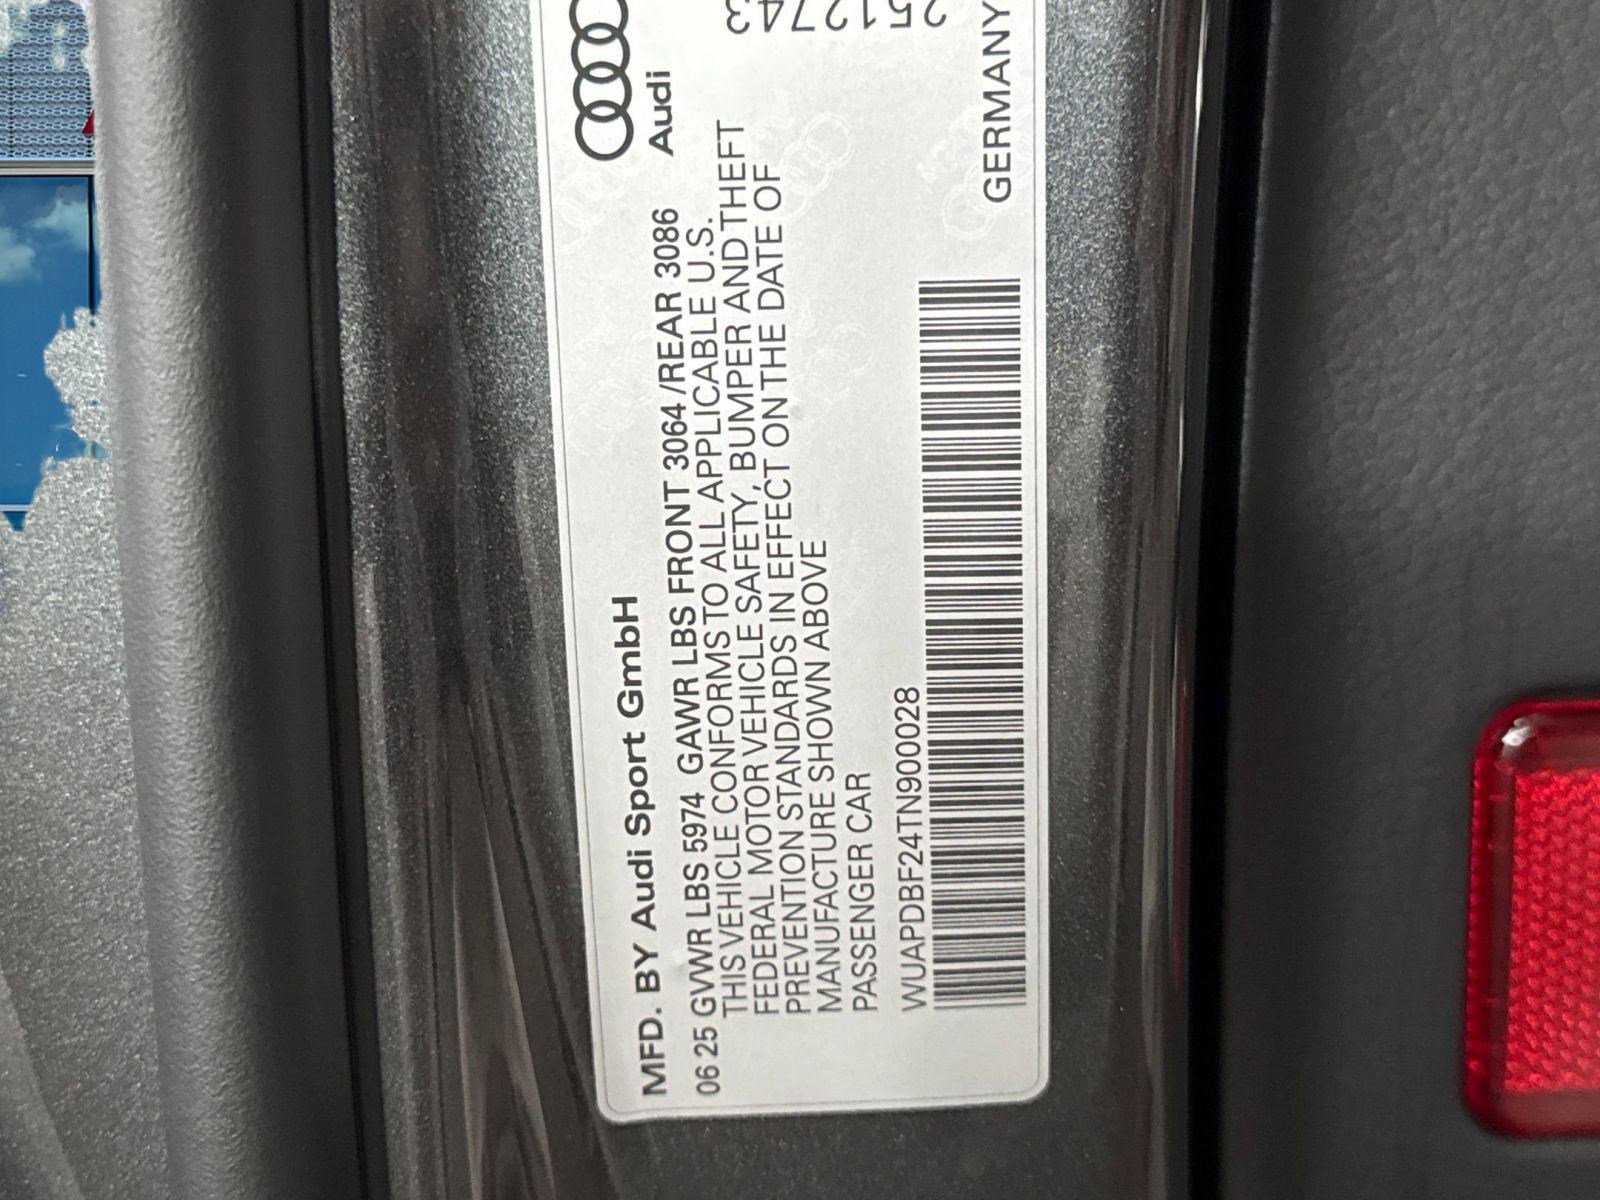 MFD. BY Audi Sport GmbH
Audi
06 25 GVWR LBS 5974 GAWR LBS FRONT 3064/REAR 3086
THIS VEHICLE CONFORMS TO ALL APPLICABLE U.S.
FEDERAL MOTOR VEHICLE SAFETY, BUMPER AND THEFT
PREVENTION STANDARDS IN EFFECT ON THE DATE OF
MANUFACTURE SHOWN ABOVE
PASSENGER CAR
WUAPDBF24TN900028
GERMANY
2512743